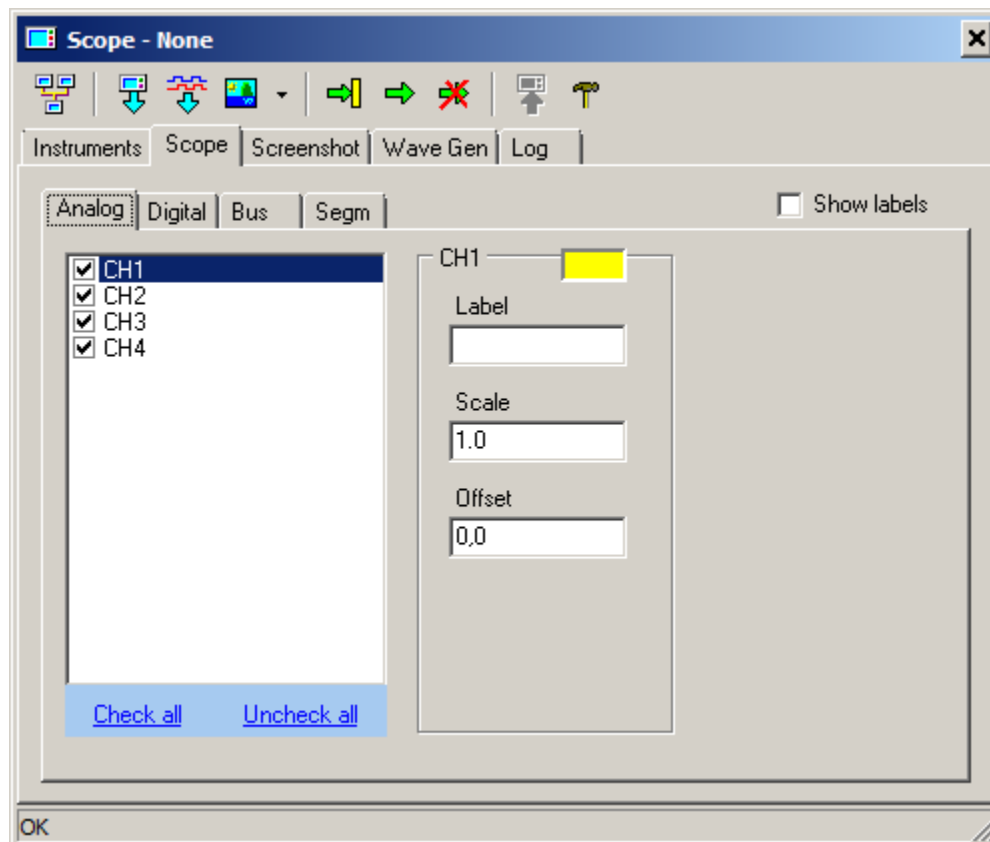 Scope - None
Instruments Scope Screenshot Wave Gen Log
Analog Digital Bus Segm Show labels
CH1
CH2
CH3
CH4
Check all Uncheck all
CH1
Label
Scale
1.0
Offset
0,0
OK